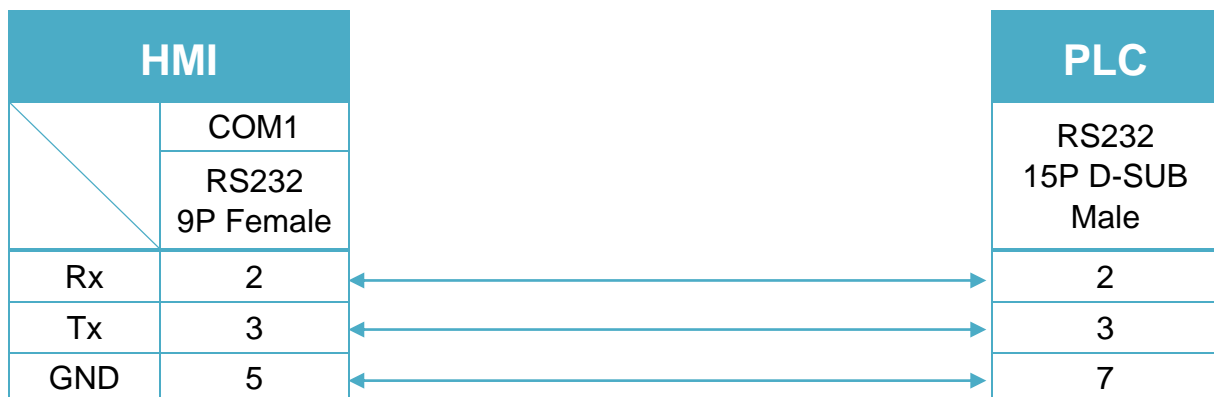 HMI PLC
COM1
RS232
9P Female
RS232
15P D-SUB
Male
Rx 2 2
Tx 3 3
GND 5 7